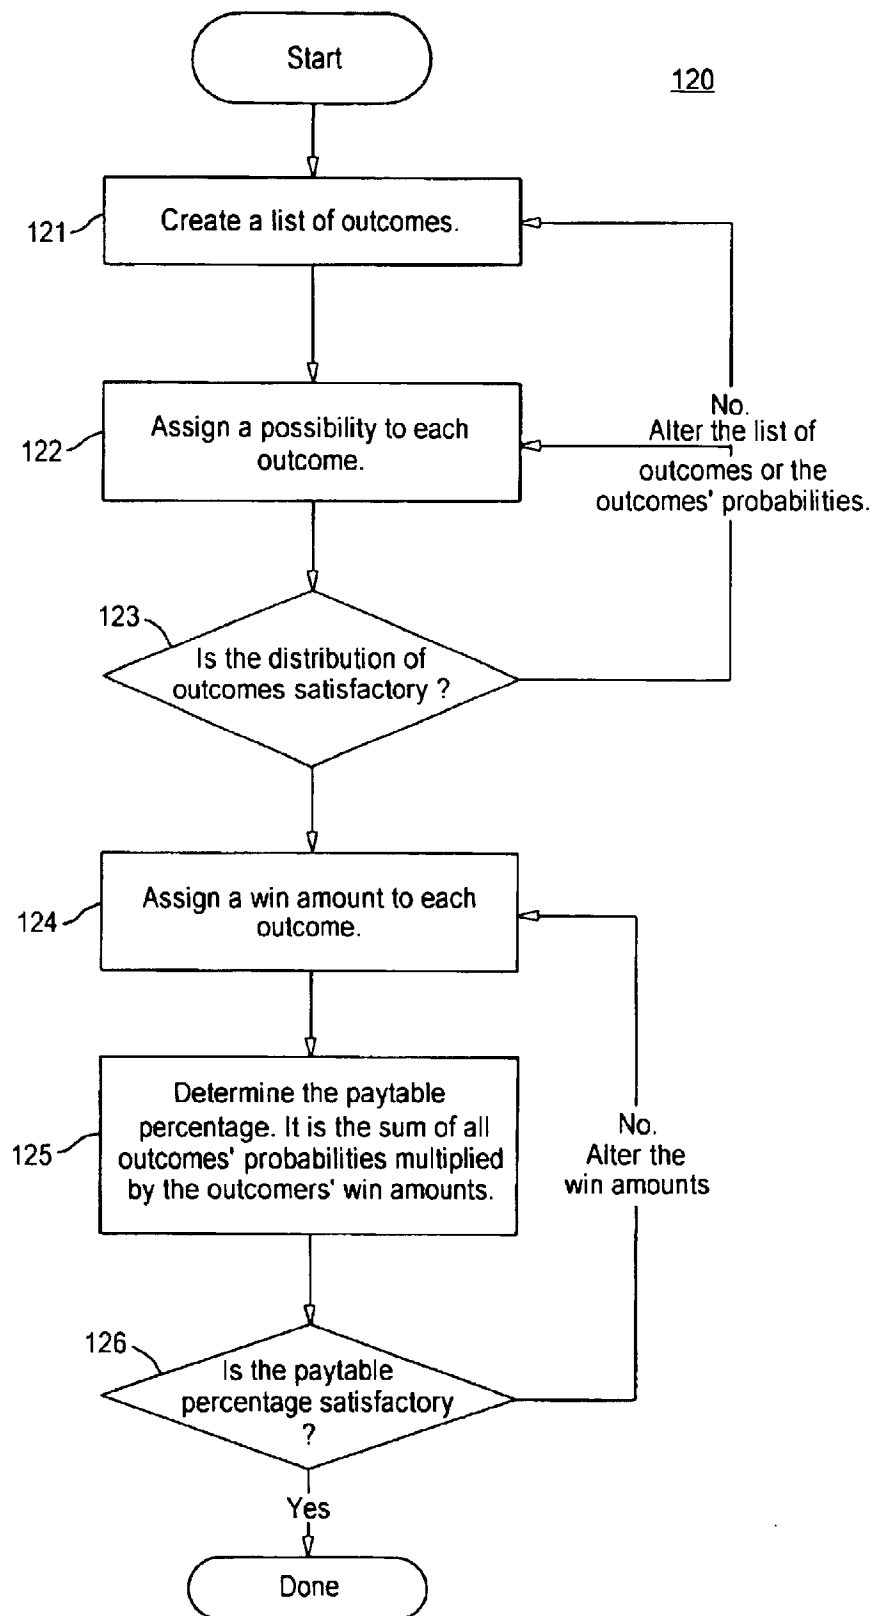 Start
120
121
Create a list of outcomes.
122
Assign a possibility to each
outcome.
No.
Alter the list of
outcomes or the
outcomes' probabilities.
123
Is the distribution of
outcomes satisfactory ?
124
Assign a win amount to each
outcome.
125
Determine the paytable
percentage. It is the sum of all
outcomes' probabilities multiplied
by the outcomers' win amounts.
No.
Alter the
win amounts
126
Is the paytable
percentage satisfactory
?
Yes
Done